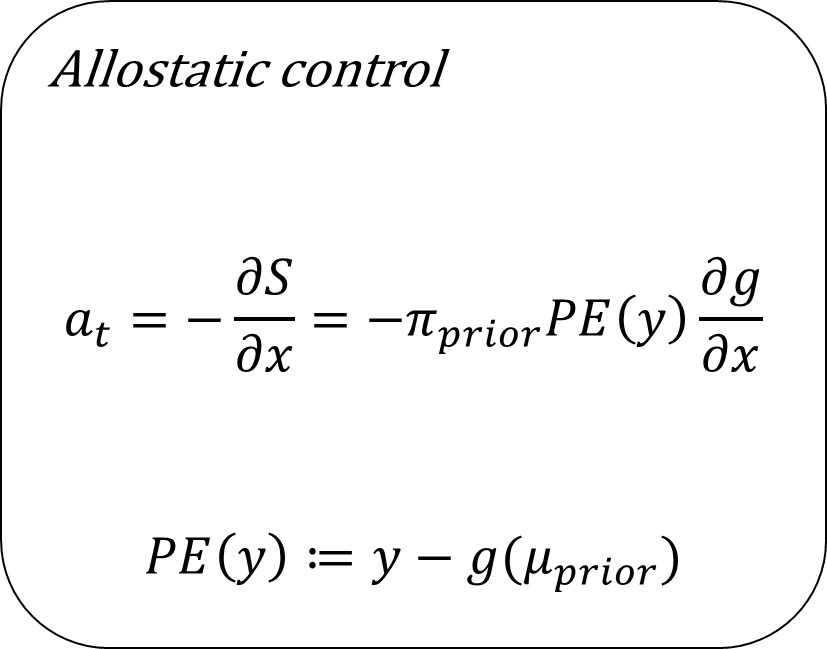 Allostatic control
a_t = −∂S/∂x = −π_prior PE(y) ∂g/∂x
PE(y) ≔ y − g(μ_prior)